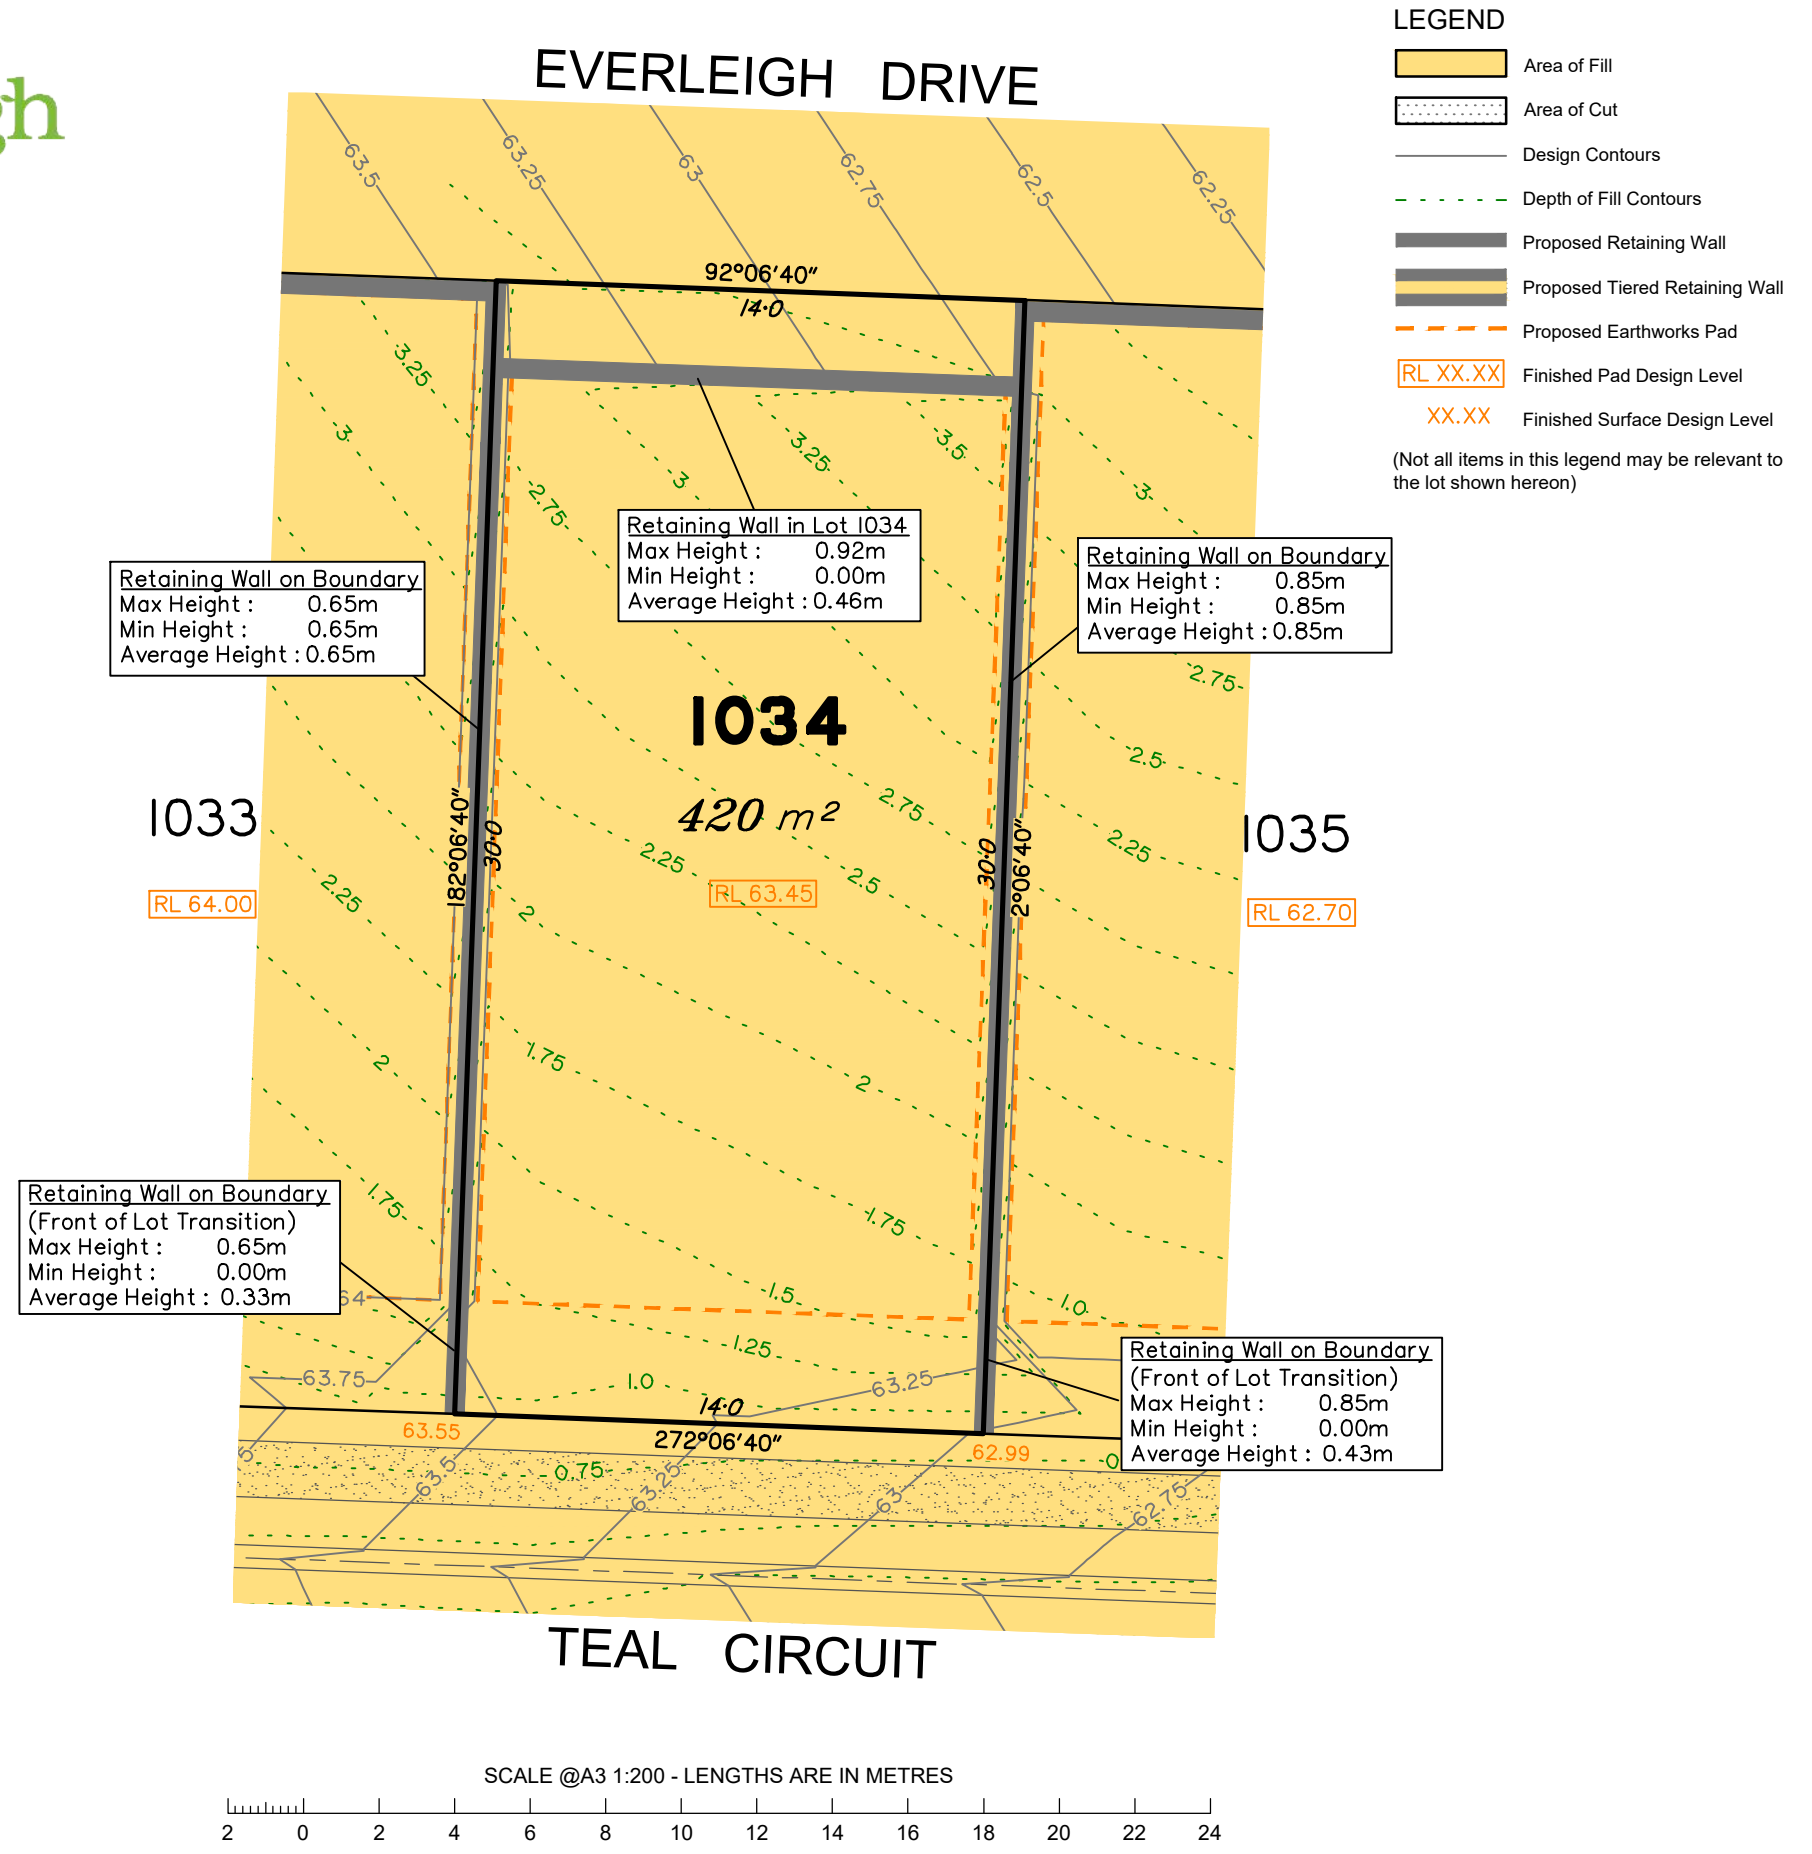 gh
EVERLEIGH DRIVE
LEGEND
Area of Fill
Area of Cut
Design Contours
Depth of Fill Contours
Proposed Retaining Wall
Proposed Tiered Retaining Wall
Proposed Earthworks Pad
RL XX.XX Finished Pad Design Level
XX.XX Finished Surface Design Level
(Not all items in this legend may be relevant to
the lot shown hereon)
63.5
63.25
63
62.75
62.5
62.25
92°06'40"
14·0
3.25
3
2.75
3
3.25
3.5
3
Retaining Wall in Lot 1034
Max Height : 0.92m
Min Height : 0.00m
Average Height : 0.46m
Retaining Wall on Boundary
Max Height : 0.65m
Min Height : 0.65m
Average Height : 0.65m
Retaining Wall on Boundary
Max Height : 0.85m
Min Height : 0.85m
Average Height : 0.85m
2.75
2.5
1034
420 m²
1033
1035
RL 64.00
RL 63.45
RL 62.70
182°06'40"
30·0
30·0
2°06'40"
2.75
2.25
2.5
2.25
2.25
2
2
1.75
2
1.75
1.75
1.5
1.0
1.25
1.0
Retaining Wall on Boundary
(Front of Lot Transition)
Max Height : 0.65m
Min Height : 0.00m
Average Height : 0.33m
64
63.75
63.25
Retaining Wall on Boundary
(Front of Lot Transition)
Max Height : 0.85m
Min Height : 0.00m
Average Height : 0.43m
14·0
272°06'40"
63.55
62.99
5
0.75
0
63.5
63.25
63
62.75
TEAL CIRCUIT
SCALE @A3 1:200 - LENGTHS ARE IN METRES
2 0 2 4 6 8 10 12 14 16 18 20 22 24